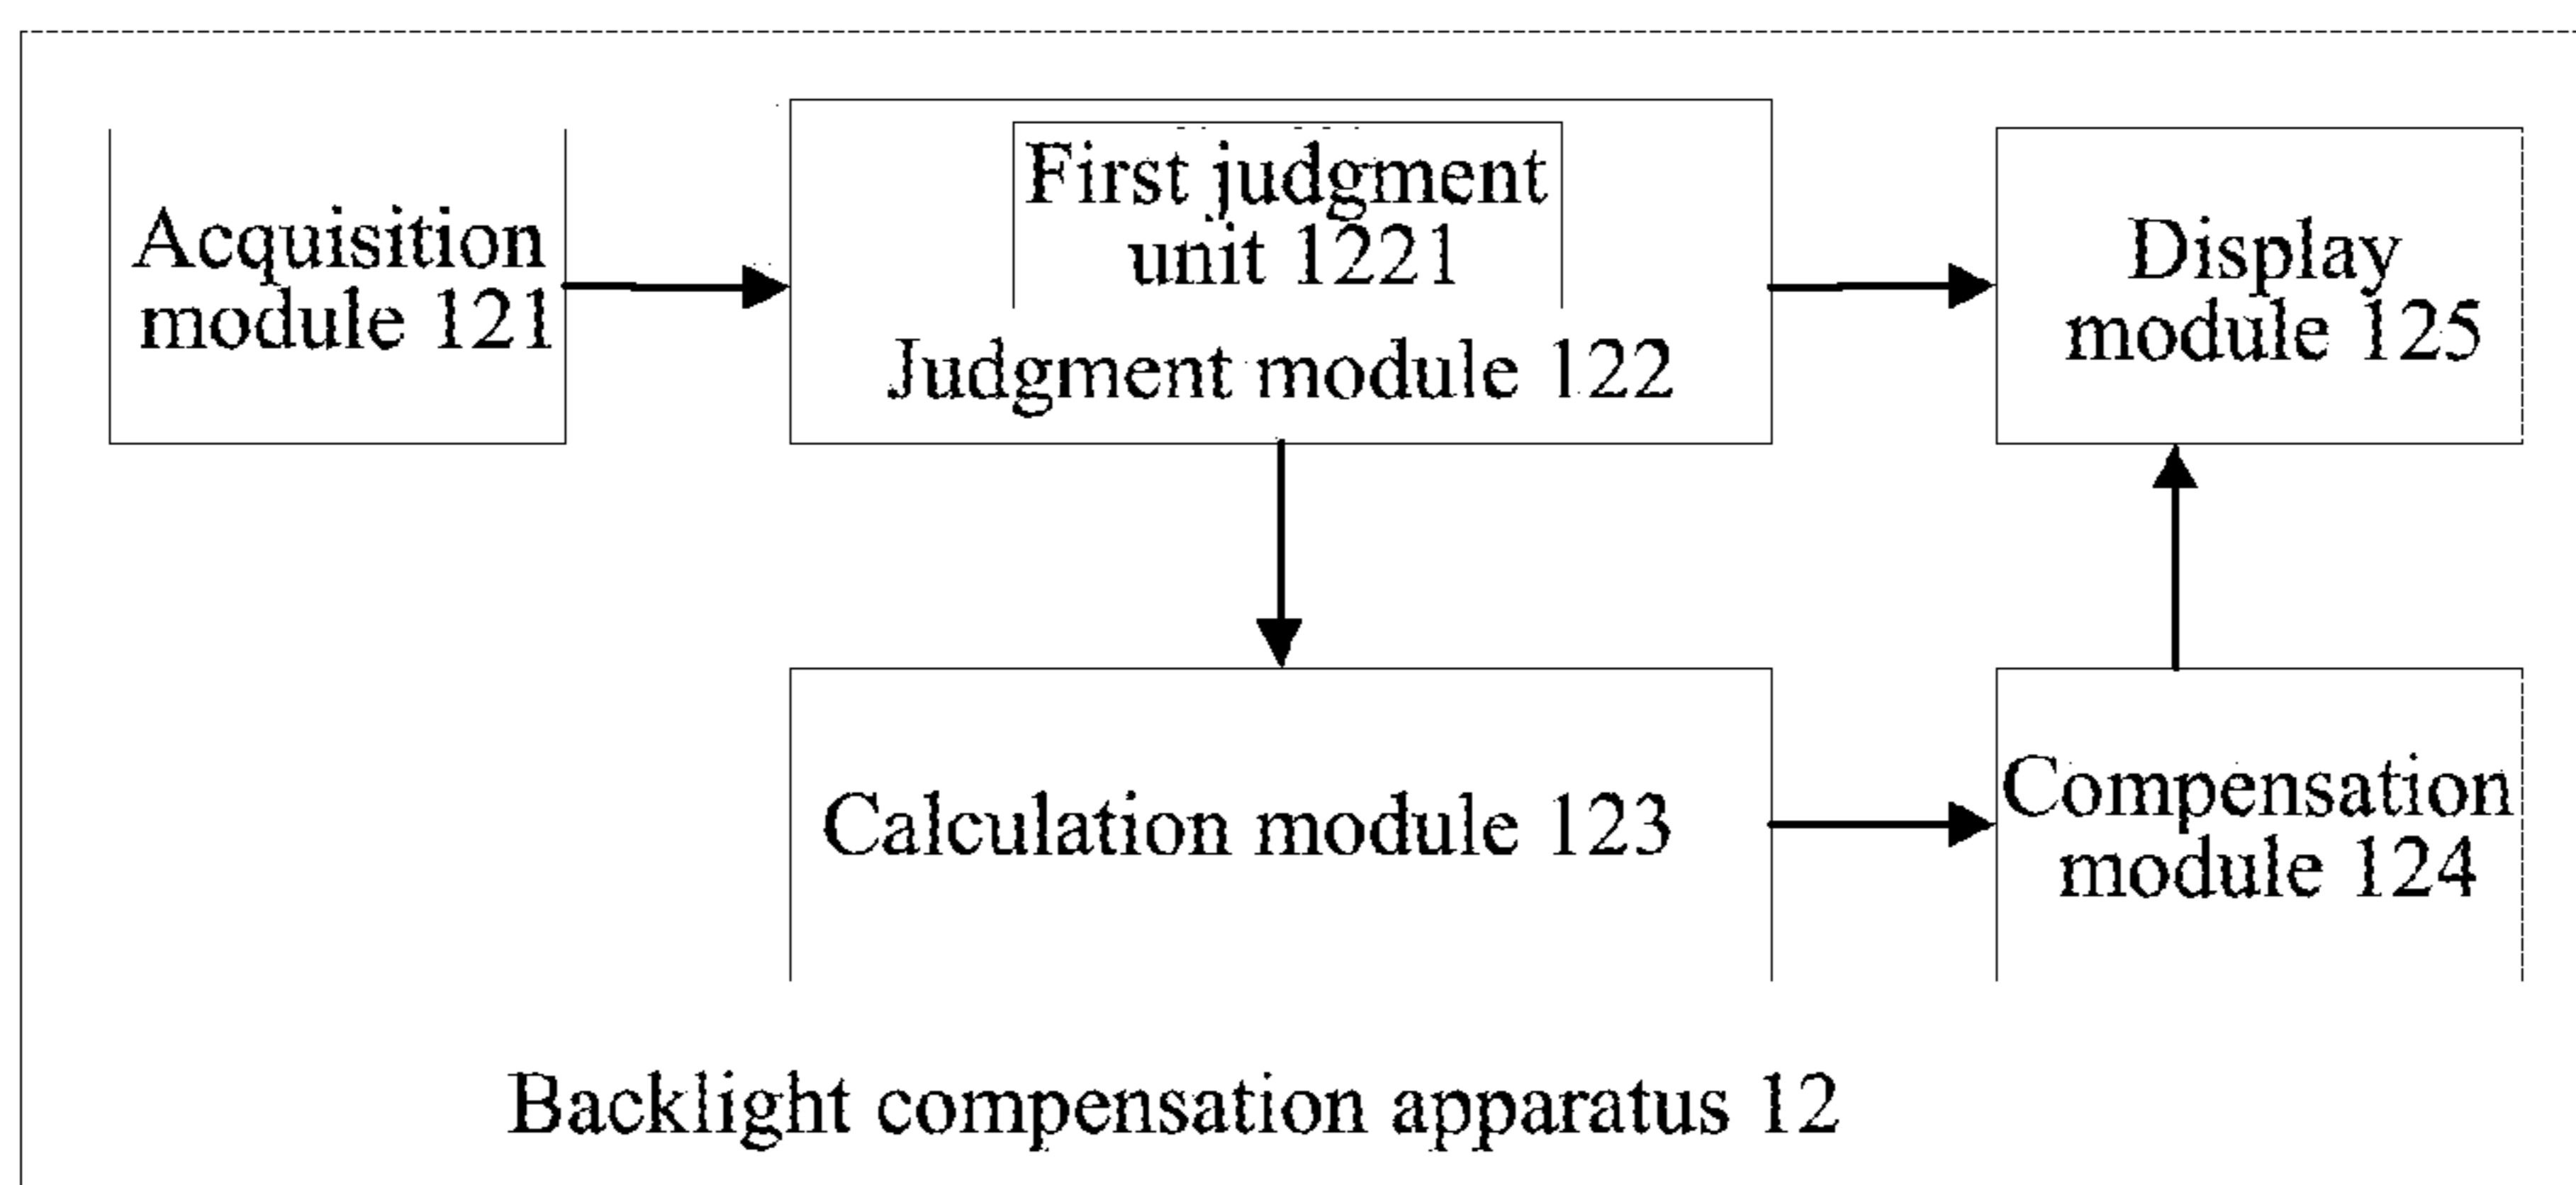 Acquisition
module 121
First judgment
unit 1221
Judgment module 122
Display
module 125
Calculation module 123
Compensation
module 124
Backlight compensation apparatus 12